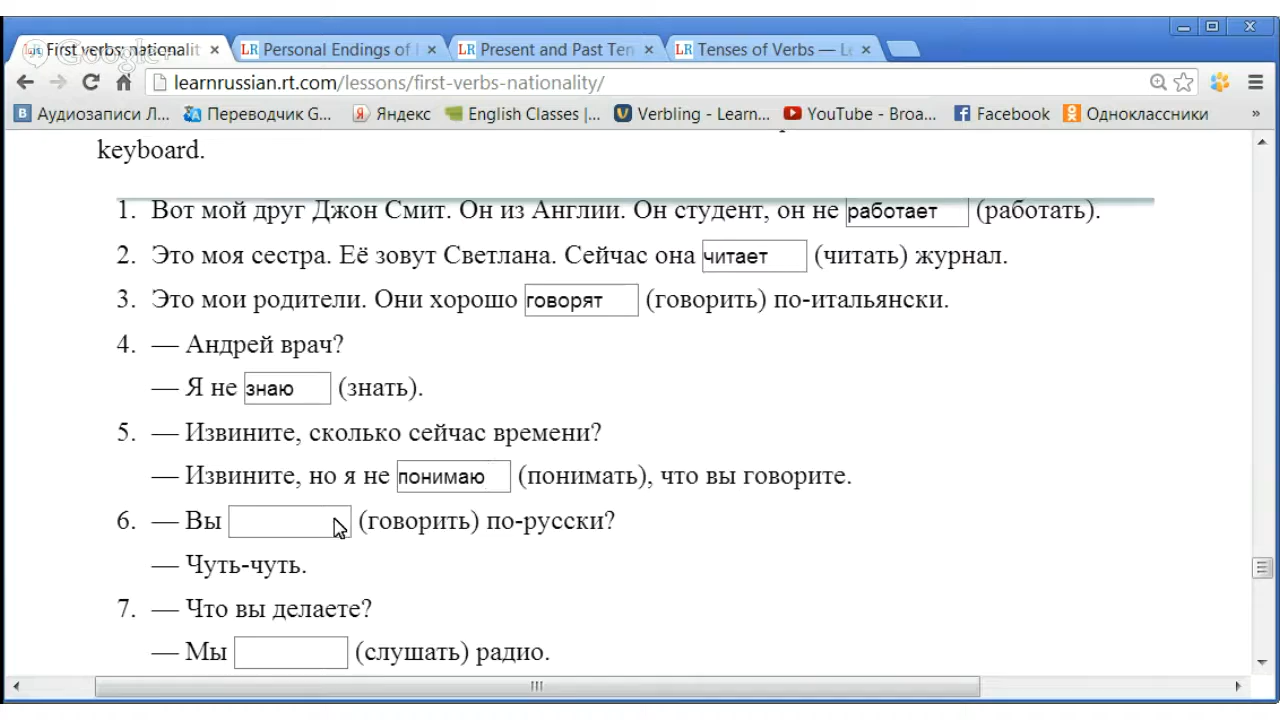 First verbs: nationalit
Personal Endings of
Present and Past Ten
Tenses of Verbs — L
Google+
learnrussian.rt.com/lessons/first-verbs-nationality/
Аудиозаписи Л...
Переводчик G...
Яндекс
English Classes |...
Verbling - Learn...
YouTube - Broa...
Facebook
Одноклассники
»
keyboard.
1. Вот мой друг Джон Смит. Он из Англии. Он студент, он не работает (работать).
2. Это моя сестра. Её зовут Светлана. Сейчас она читает (читать) журнал.
3. Это мои родители. Они хорошо говорят (говорить) по-итальянски.
4. — Андрей врач?
— Я не знаю (знать).
5. — Извините, сколько сейчас времени?
— Извините, но я не понимаю (понимать), что вы говорите.
6. — Вы (говорить) по-русски?
— Чуть-чуть.
7. — Что вы делаете?
— Мы (слушать) радио.